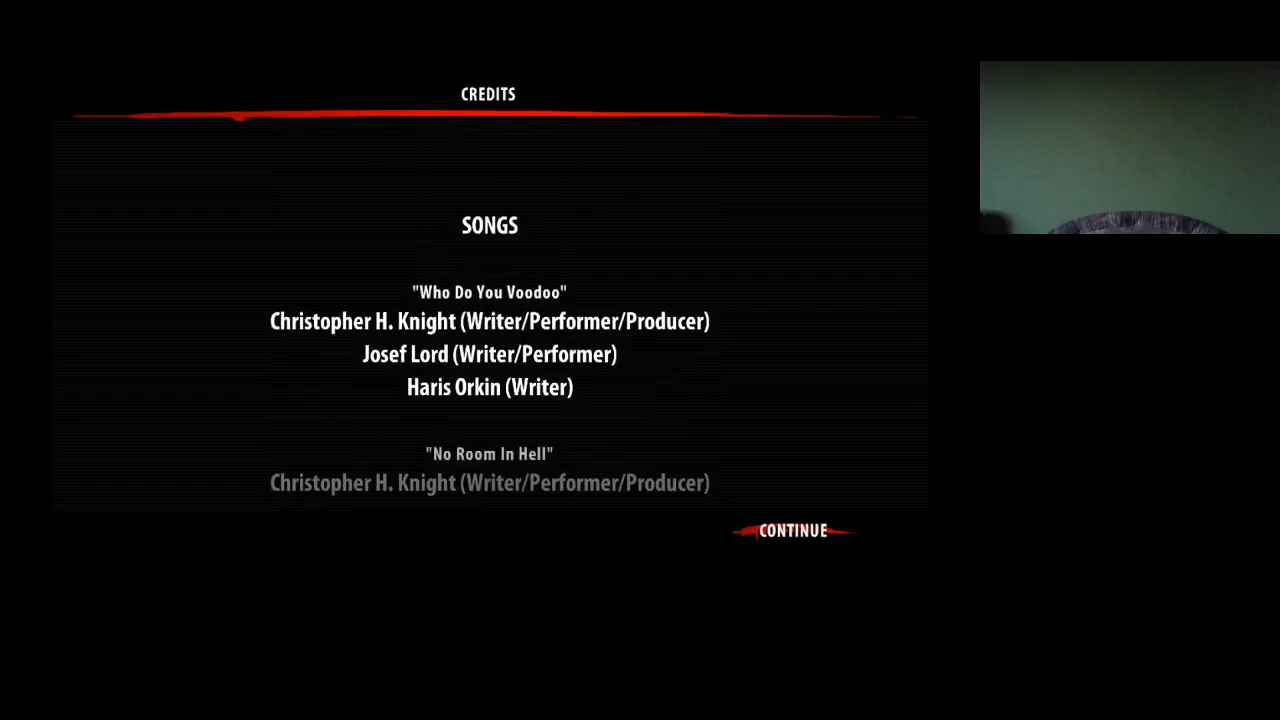 CREDITS
SONGS
"Who Do You Voodoo"
Christopher H. Knight (Writer/Performer/Producer)
Josef Lord (Writer/Performer)
Haris Orkin (Writer)
"No Room In Hell"
Christopher H. Knight (Writer/Performer/Producer)
CONTINUE